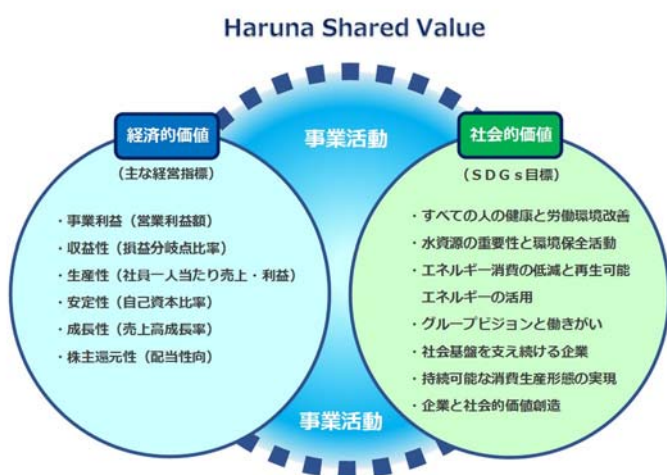 Haruna Shared Value
事業活動
経済的価値
（主な経営指標）
・事業利益（営業利益額）
・収益性（損益分岐点比率）
・生産性（社員一人当たり売上・利益）
・安定性（自己資本比率）
・成長性（売上高成長率）
・株主還元性（配当性向）
社会的価値
（ＳＤＧｓ目標）
・すべての人の健康と労働環境改善
・水資源の重要性と環境保全活動
・エネルギー消費の低減と再生可能
エネルギーの活用
・グループビジョンと働きがい
・社会基盤を支え続ける企業
・持続可能な消費生産形態の実現
・企業と社会的価値創造
事業活動